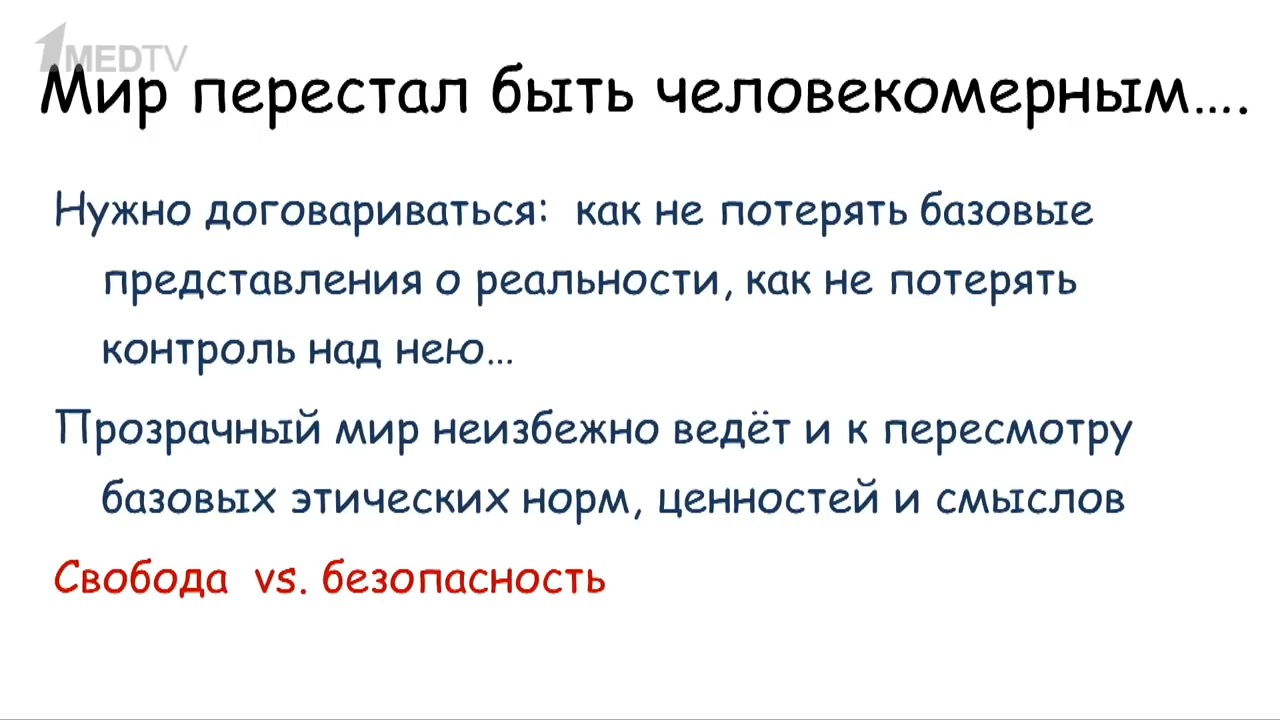 1MEDTV
Мир перестал быть человекомерным….
Нужно договариваться: как не потерять базовые
представления о реальности, как не потерять
контроль над нею…
Прозрачный мир неизбежно ведёт и к пересмотру
базовых этических норм, ценностей и смыслов
Свобода vs. безопасность